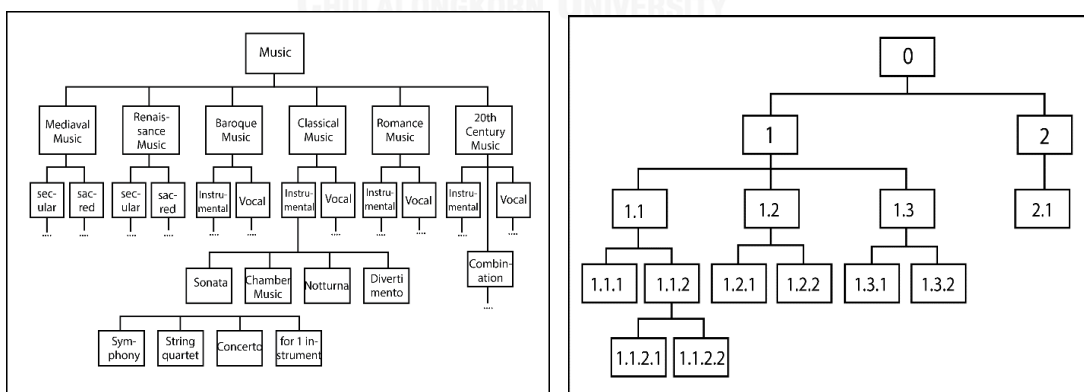 CHULALONGKORN UNIVERSITY
Music
Mediaval
Music
Renais-
sance
Music
Baroque
Music
Classical
Music
Romance
Music
20th
Century
Music
sec-
ular
sac-
red
sec-
ular
sac-
red
Instru-
mental
Vocal
Instru-
mental
Vocal
Instru-
mental
Vocal
Instru-
mental
Vocal
....
....
....
....
....
....
....
....
....
....
....
Sonata
Chamber
Music
Notturna
Diverti
mento
Combin-
ation
....
Sym-
phony
String
quartet
Concerto
for 1 in-
strument
0
1
2
1.1
1.2
1.3
2.1
1.1.1
1.1.2
1.2.1
1.2.2
1.3.1
1.3.2
1.1.2.1
1.1.2.2